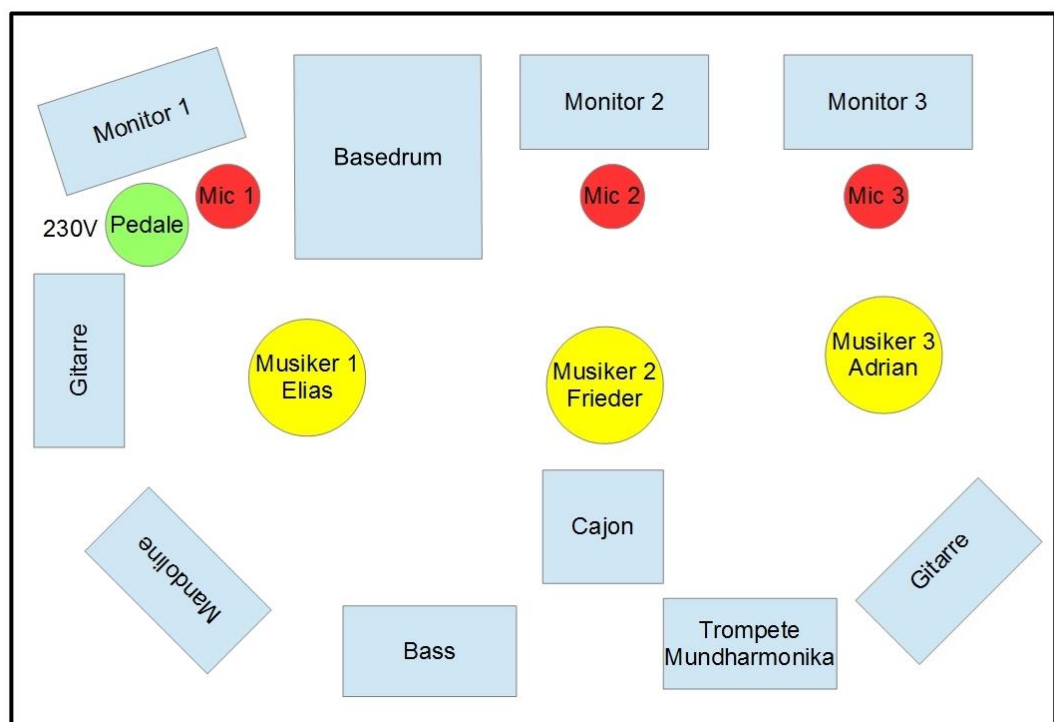 Monitor 1
Basedrum
Monitor 2
Monitor 3
Mic 1
Mic 2
Mic 3
230V
Pedale
Gitarre
Musiker 1
Elias
Musiker 2
Frieder
Musiker 3
Adrian
Mandoline
Cajon
Gitarre
Bass
Trompete
Mundharmonika